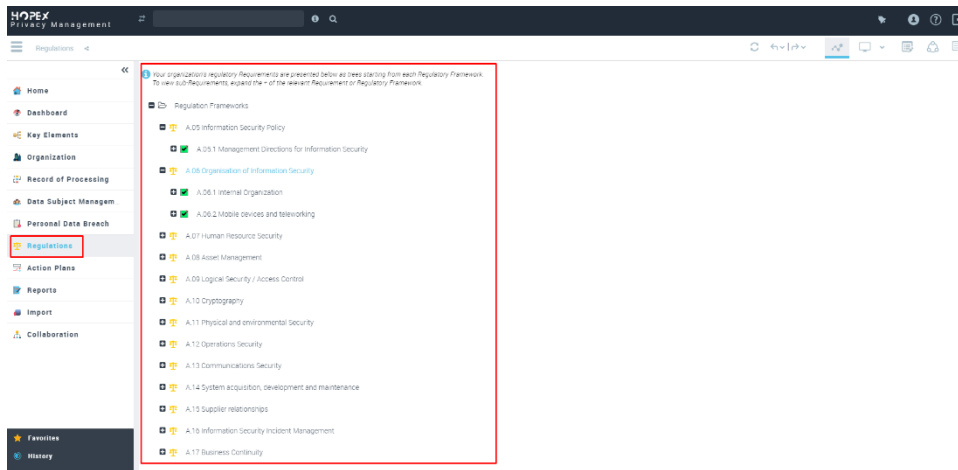 HOPEX
Privacy Management
Regulations
Your organization's regulatory Requirements are presented below as trees starting from each Regulatory Framework.
To view sub-Requirements, expand the + of the relevant Requirement or Regulatory Framework.
Home
Dashboard
Key Elements
Organization
Record of Processing
Data Subject Managem
Personal Data Breach
Regulations
Action Plans
Reports
Import
Collaboration
Favorites
History
Regulation Frameworks
A.05 Information Security Policy
A.05.1 Management Directions for Information Security
A.06 Organisation of Information Security
A.06.1 Internal Organization
A.06.2 Mobile devices and teleworking
A.07 Human Resource Security
A.08 Asset Management
A.09 Logical Security / Access Control
A.10 Cryptography
A.11 Physical and environmental Security
A.12 Operations Security
A.13 Communications Security
A.14 System acquisition, development and maintenance
A.15 Supplier relationships
A.16 Information Security Incident Management
A.17 Business Continuity